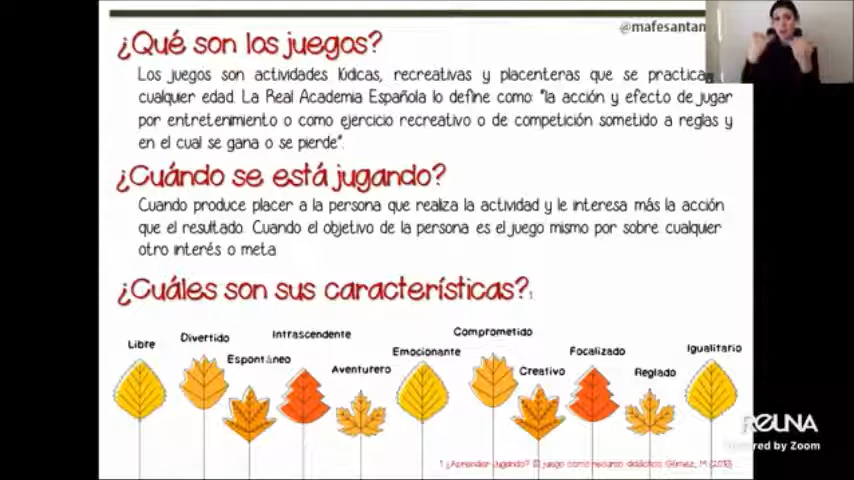 @mafesantan
¿Qué son los juegos?
Los juegos son actividades lúdicas, recreativas y placenteras que se practica
cualquier edad. La Real Academia Española lo define como: "la acción y efecto de jugar
por entretenimiento o como ejercicio recreativo o de competición sometido a reglas y
en el cual se gana o se pierde".
¿Cuándo se está jugando?
Cuando produce placer a la persona que realiza la actividad y le interesa más la acción
que el resultado. Cuando el objetivo de la persona es el juego mismo por sobre cualquier
otro interés o meta
¿Cuáles son sus características?1
Libre
Divertido
Espontáneo
Intrascendente
Aventurero
Emocionante
Comprometido
Creativo
Focalizado
Reglado
Igualitario
REUNA
Powered by Zoom
1 ¿Aprender jugando? El juego como recurso didáctico. Gómez, M